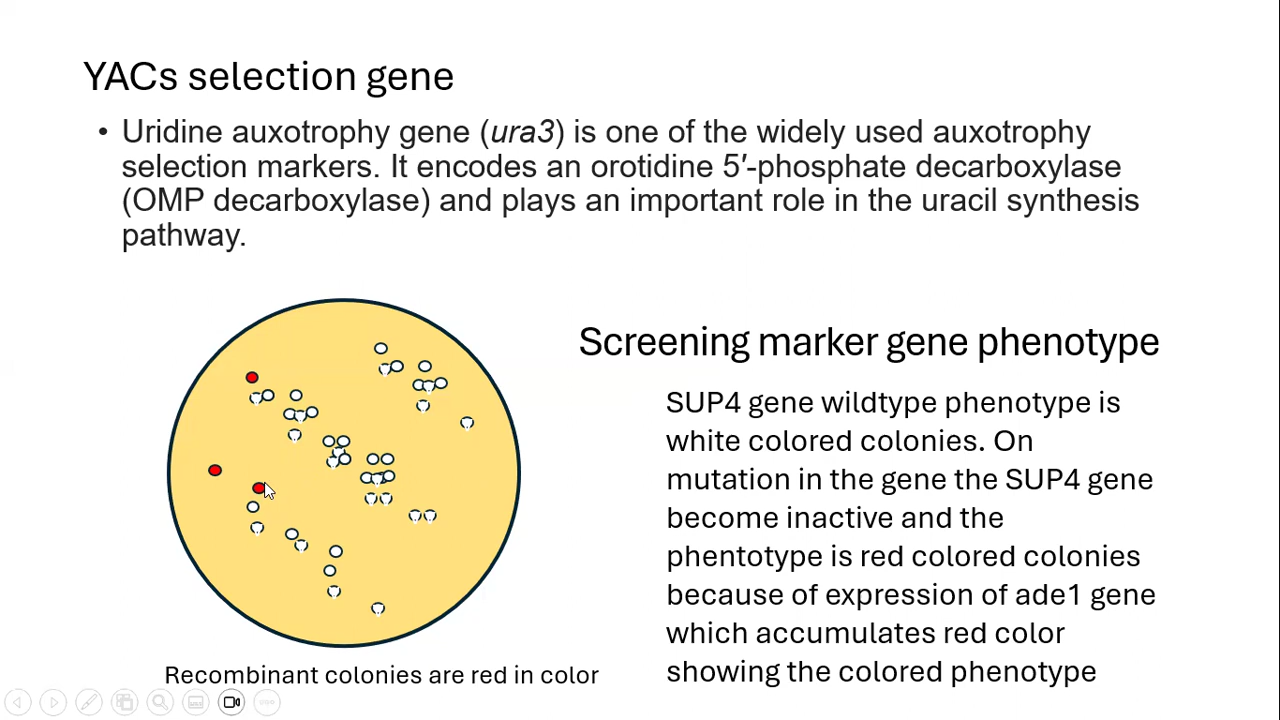 YACs selection gene
• Uridine auxotrophy gene (ura3) is one of the widely used auxotrophy
selection markers. It encodes an orotidine 5′-phosphate decarboxylase
(OMP decarboxylase) and plays an important role in the uracil synthesis
pathway.
Screening marker gene phenotype
SUP4 gene wildtype phenotype is
white colored colonies. On
mutation in the gene the SUP4 gene
become inactive and the
phentotype is red colored colonies
because of expression of ade1 gene
which accumulates red color
showing the colored phenotype
Recombinant colonies are red in color